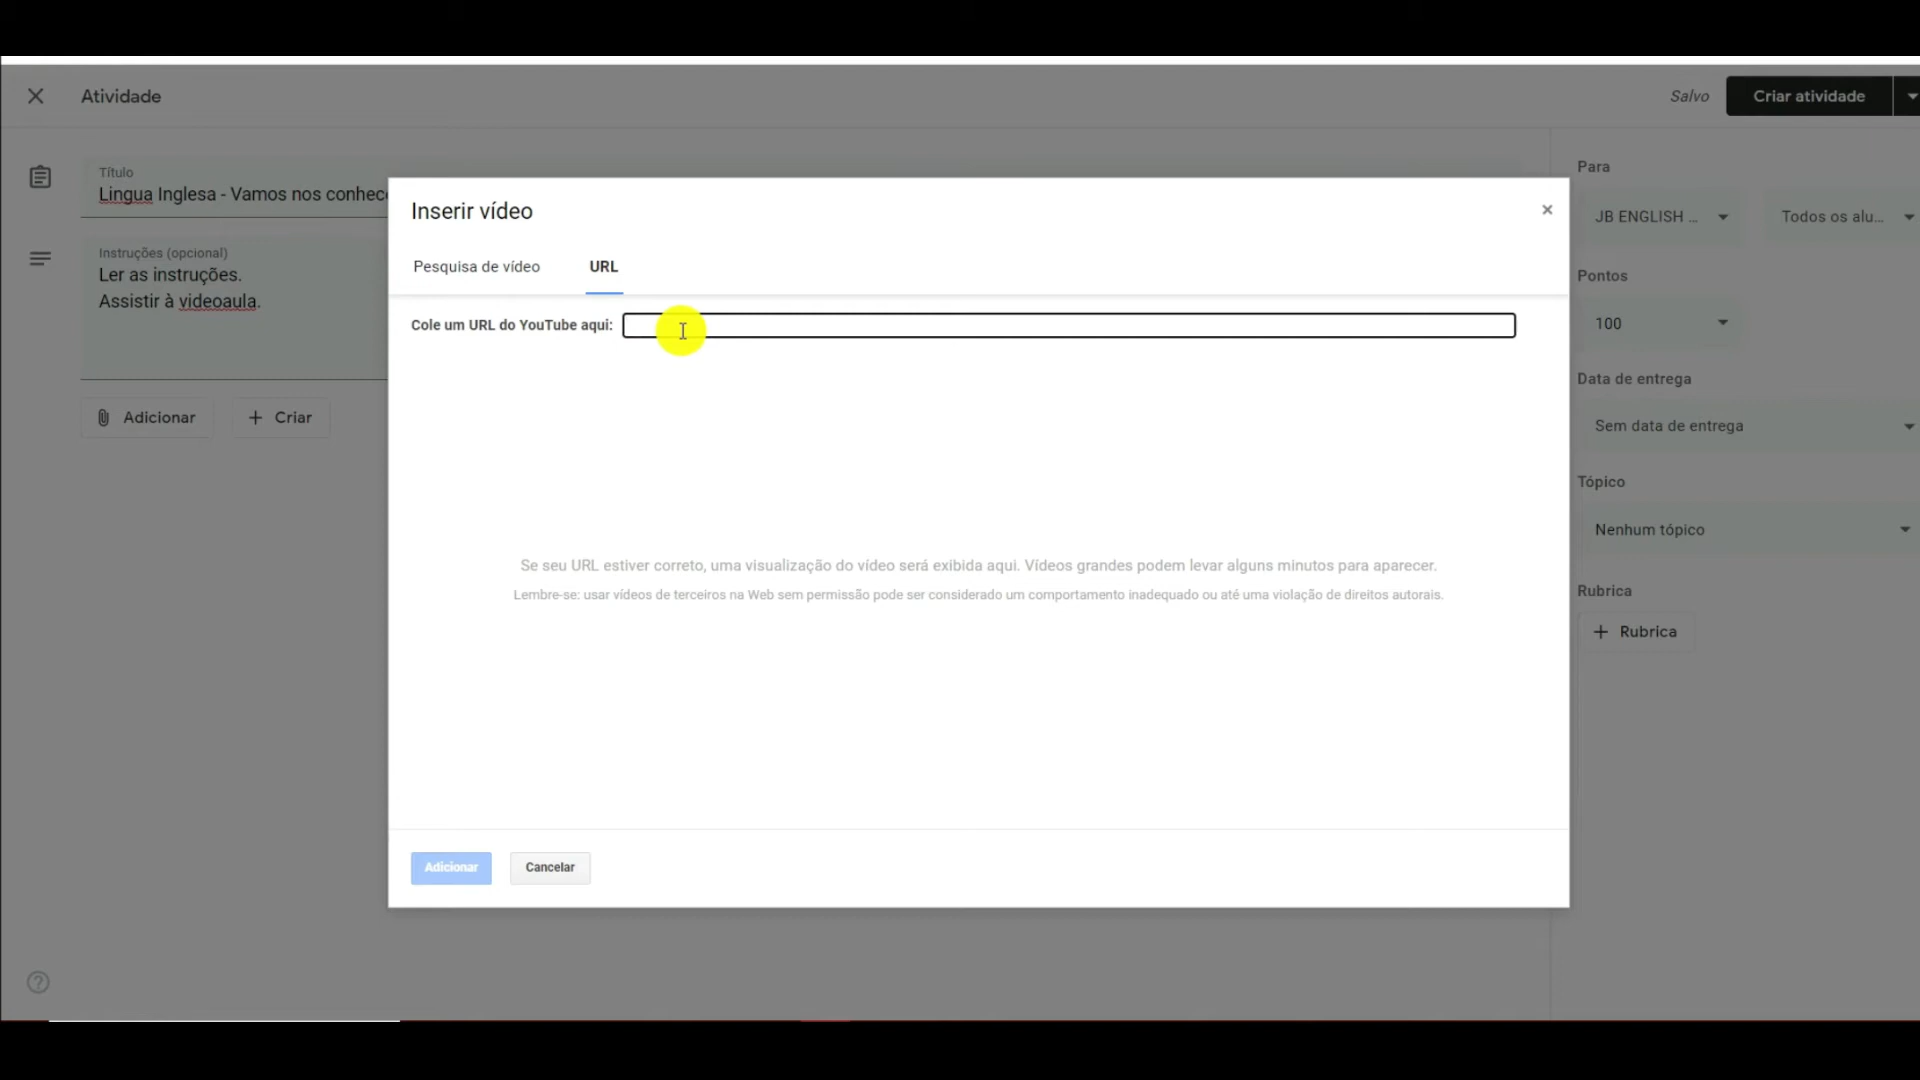 Atividade
Salvo
Criar atividade
Título
Lingua Inglesa - Vamos nos conhec
Instruções (opcional)
Ler as instruções.
Assistir à videoaula.
Adicionar
Criar
Inserir vídeo
Pesquisa de vídeo
URL
Cole um URL do YouTube aqui:
Se seu URL estiver correto, uma visualização do vídeo será exibida aqui. Vídeos grandes podem levar alguns minutos para aparecer.
Lembre-se: usar vídeos de terceiros na Web sem permissão pode ser considerado um comportamento inadequado ou até uma violação de direitos autorais.
Adicionar
Cancelar
Para
JB ENGLISH ...
Todos os alu...
Pontos
100
Data de entrega
Sem data de entrega
Tópico
Nenhum tópico
Rubrica
Rubrica